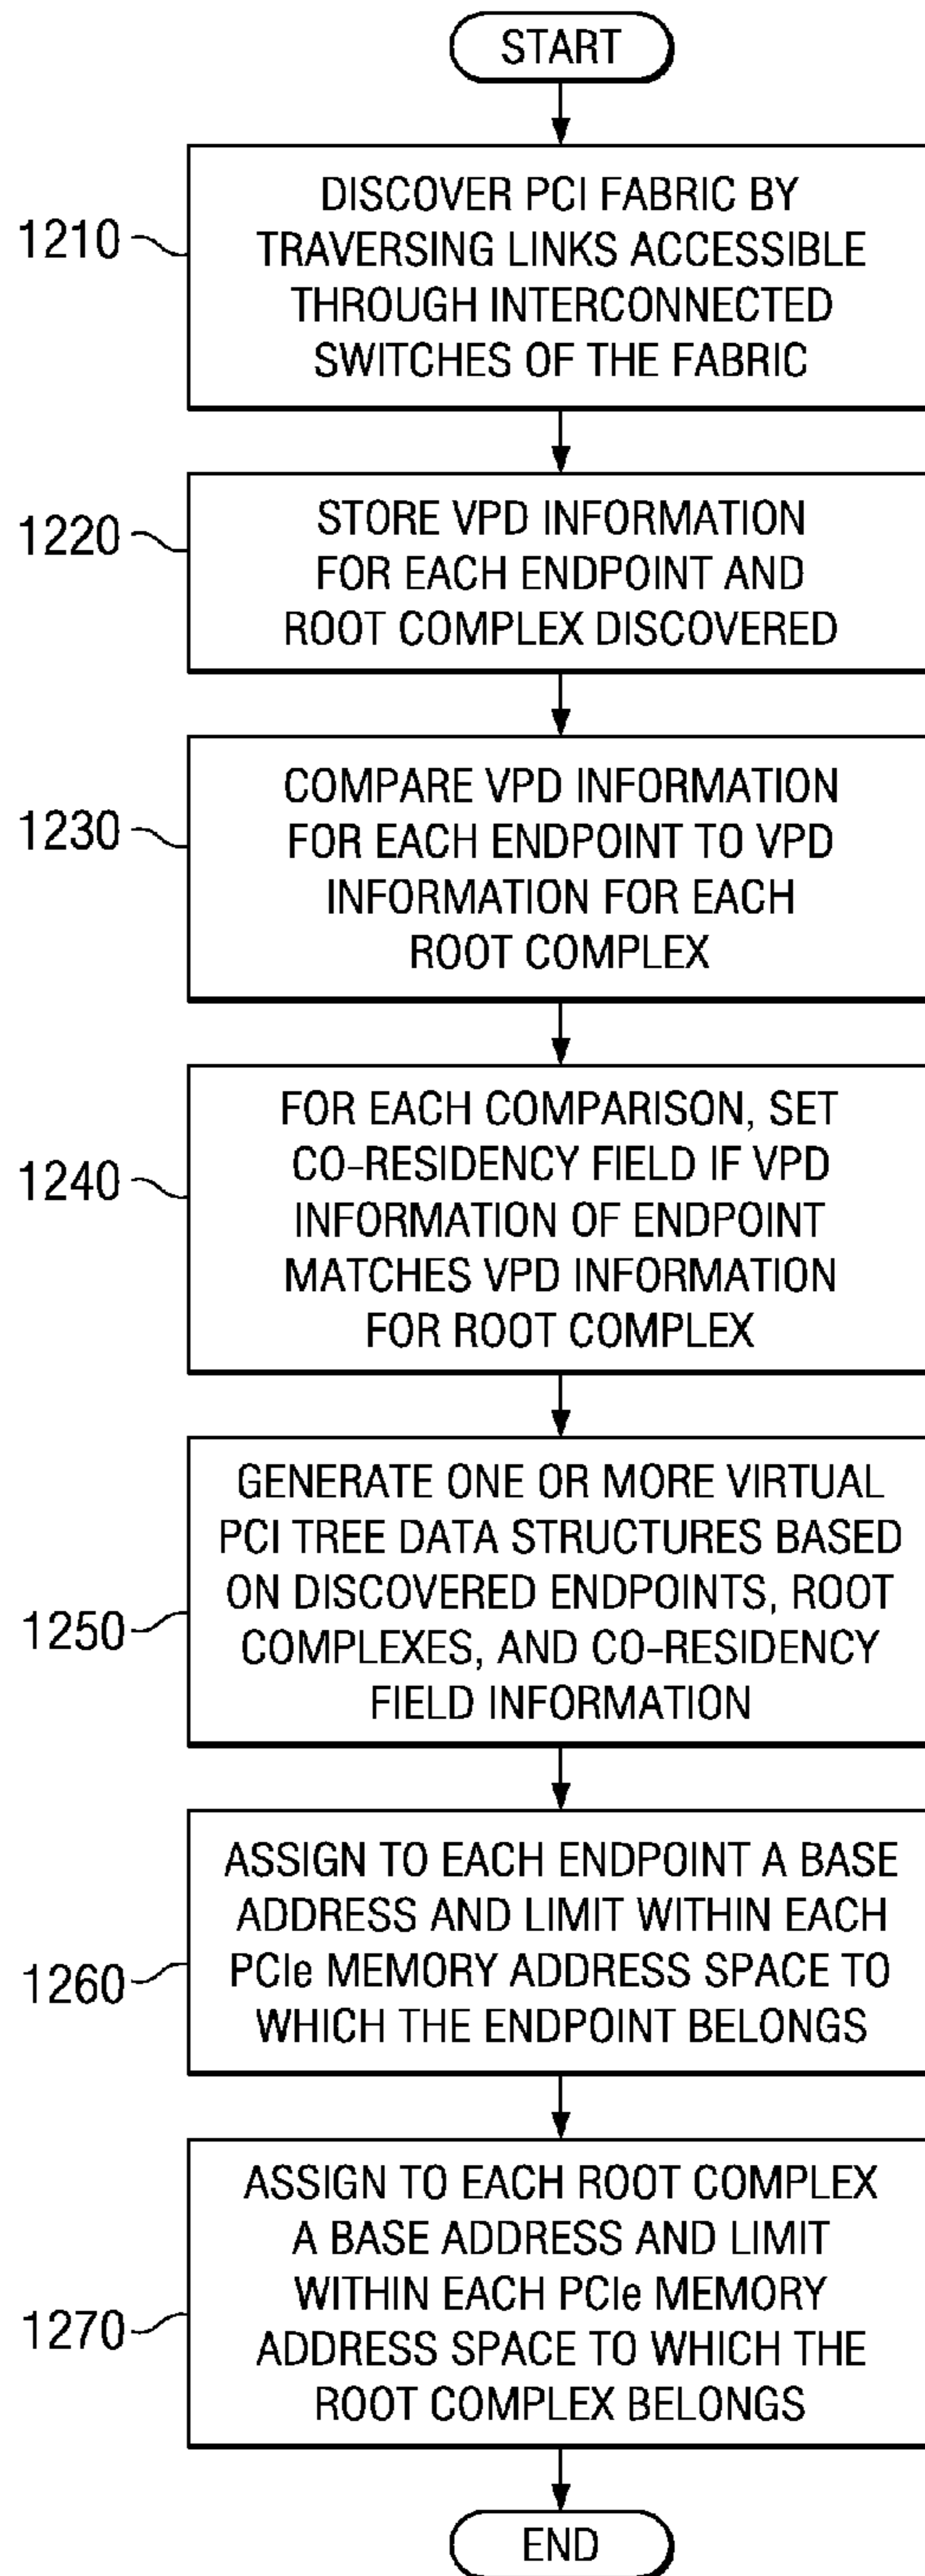 START
1210
DISCOVER PCI FABRIC BY
TRAVERSING LINKS ACCESSIBLE
THROUGH INTERCONNECTED
SWITCHES OF THE FABRIC
1220
STORE VPD INFORMATION
FOR EACH ENDPOINT AND
ROOT COMPLEX DISCOVERED
1230
COMPARE VPD INFORMATION
FOR EACH ENDPOINT TO VPD
INFORMATION FOR EACH
ROOT COMPLEX
1240
FOR EACH COMPARISON, SET
CO-RESIDENCY FIELD IF VPD
INFORMATION OF ENDPOINT
MATCHES VPD INFORMATION
FOR ROOT COMPLEX
1250
GENERATE ONE OR MORE VIRTUAL
PCI TREE DATA STRUCTURES BASED
ON DISCOVERED ENDPOINTS, ROOT
COMPLEXES, AND CO-RESIDENCY
FIELD INFORMATION
1260
ASSIGN TO EACH ENDPOINT A BASE
ADDRESS AND LIMIT WITHIN EACH
PCIe MEMORY ADDRESS SPACE TO
WHICH THE ENDPOINT BELONGS
1270
ASSIGN TO EACH ROOT COMPLEX
A BASE ADDRESS AND LIMIT
WITHIN EACH PCIe MEMORY
ADDRESS SPACE TO WHICH THE
ROOT COMPLEX BELONGS
END